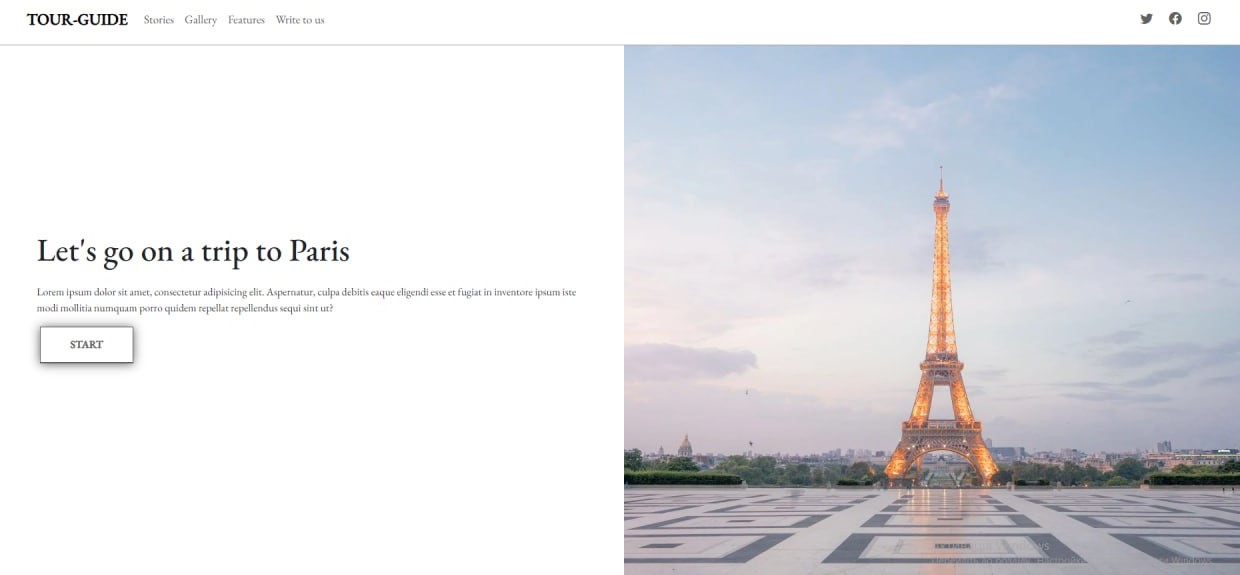 TOUR-GUIDE Stories Gallery Features Write to us
Let's go on a trip to Paris
Lorem ipsum dolor sit amet, consectetur adipisicing elit. Aspernatur, culpa debitis eaque eligendi esse et fugiat in inventore ipsum iste
modi mollitia numquam porro quidem repellat repellendus sequi sint ut?
START